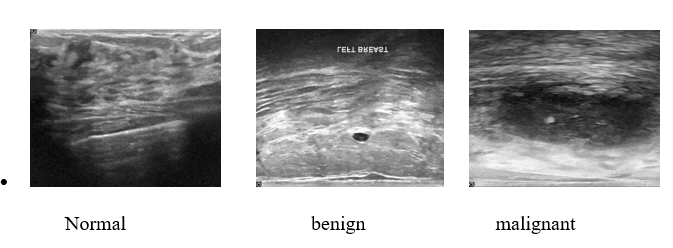 LEFT BREAST
Normal
benign
malignant